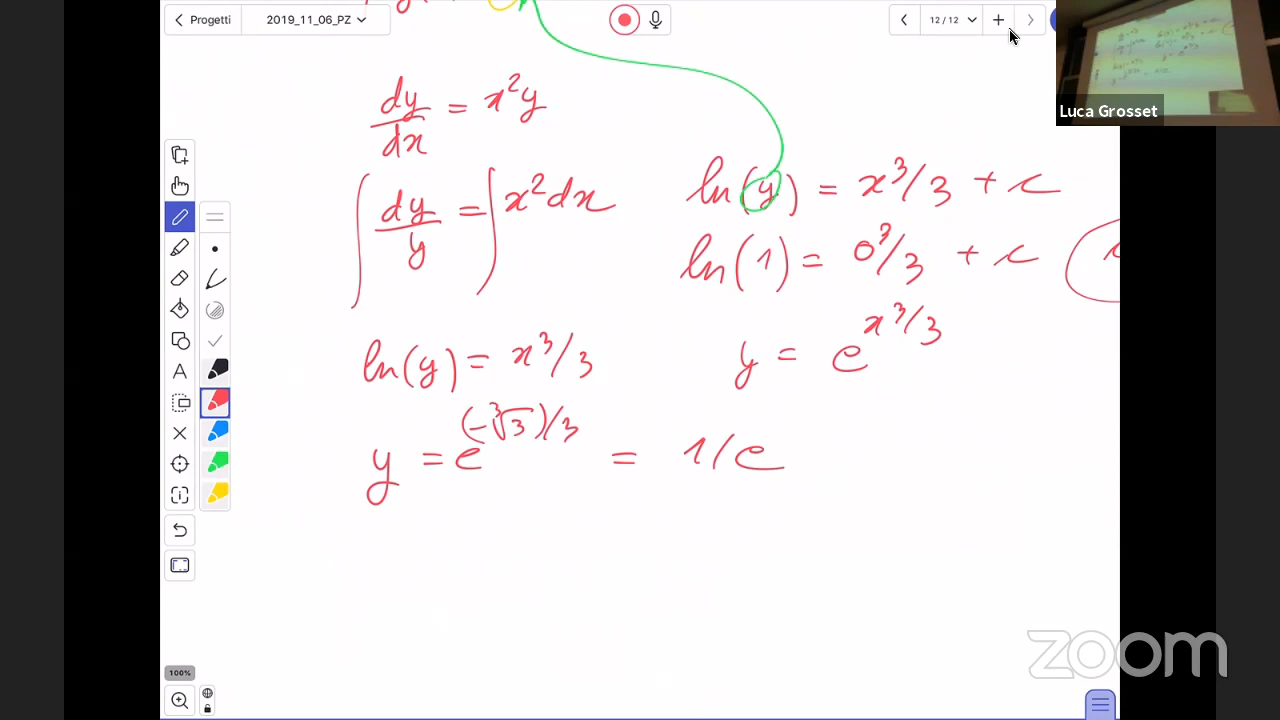 Progetti
2019_11_06_PZ
12/12
Luca Grosset
dy/dx = x²y
∫ dy/y = ∫ x² dx
ln(y) = x³/3 + c
ln(1) = 0³/3 + c
ln(y) = x³/3
y = e^(x³/3)
y = e^((-³√3)/3) = 1/e
100%
zoom